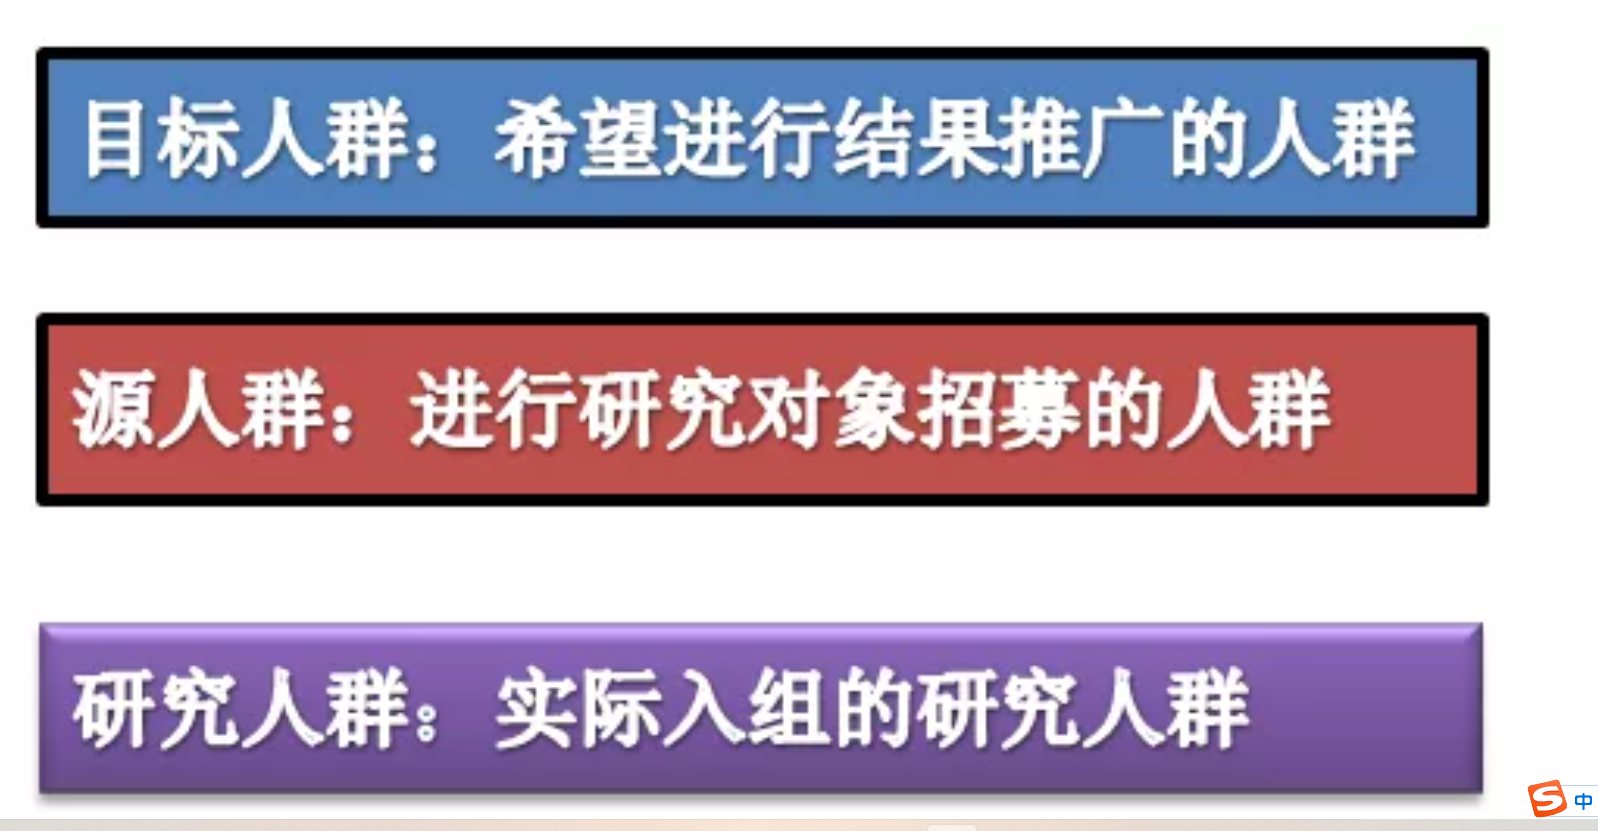 目标人群：希望进行结果推广的人群
源人群：进行研究对象招募的人群
研究人群：实际入组的研究人群
S 中